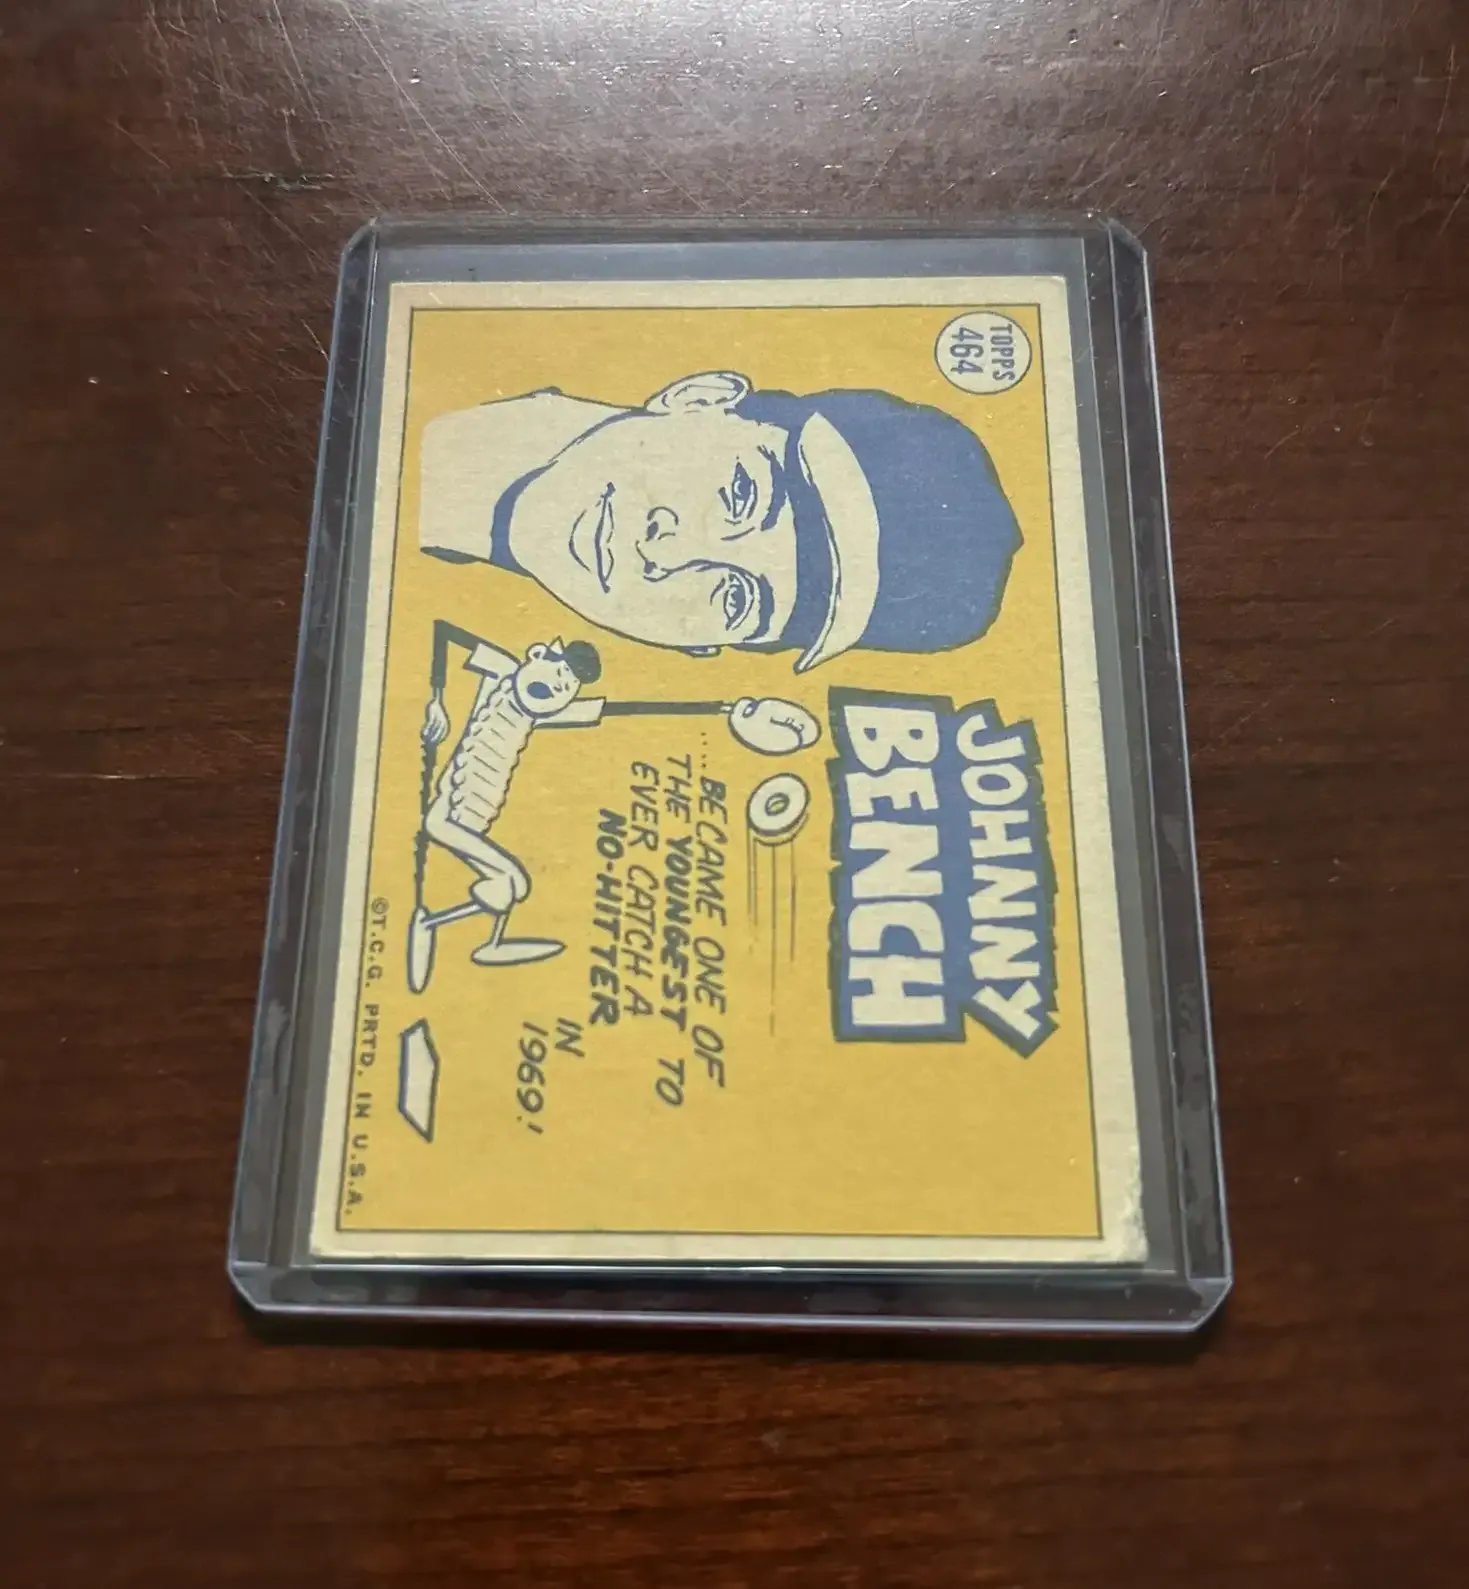 TOPPS
464
JOHNNY
BENCH
....BECAME ONE OF
THE YOUNGEST TO
EVER CATCH A
NO-HITTER
IN
1969!
©T.C.G. PRTD. IN U.S.A.